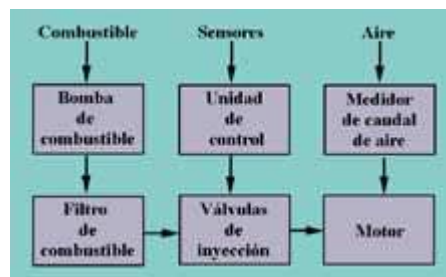 Combustible Sensores Aire
Bomba
de
combustible
Unidad
de
control
Medidor
de caudal
de aire
Filtro
de
combustible
Válvulas
de
inyección
Motor